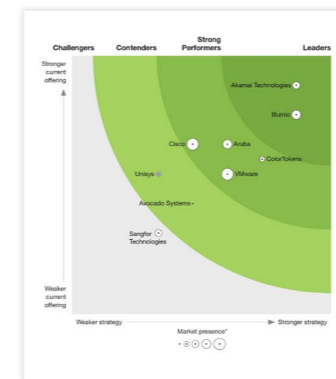 Strong
Challengers Contenders Performers Leaders
Stronger
current
offering
Akamai Technologies
Illumio
Cisco
Aruba
ColorTokens
Unisys
VMware
Avocado Systems
Sangfor
Technologies
Weaker
current
offering
Weaker strategy Stronger strategy
Market presence*